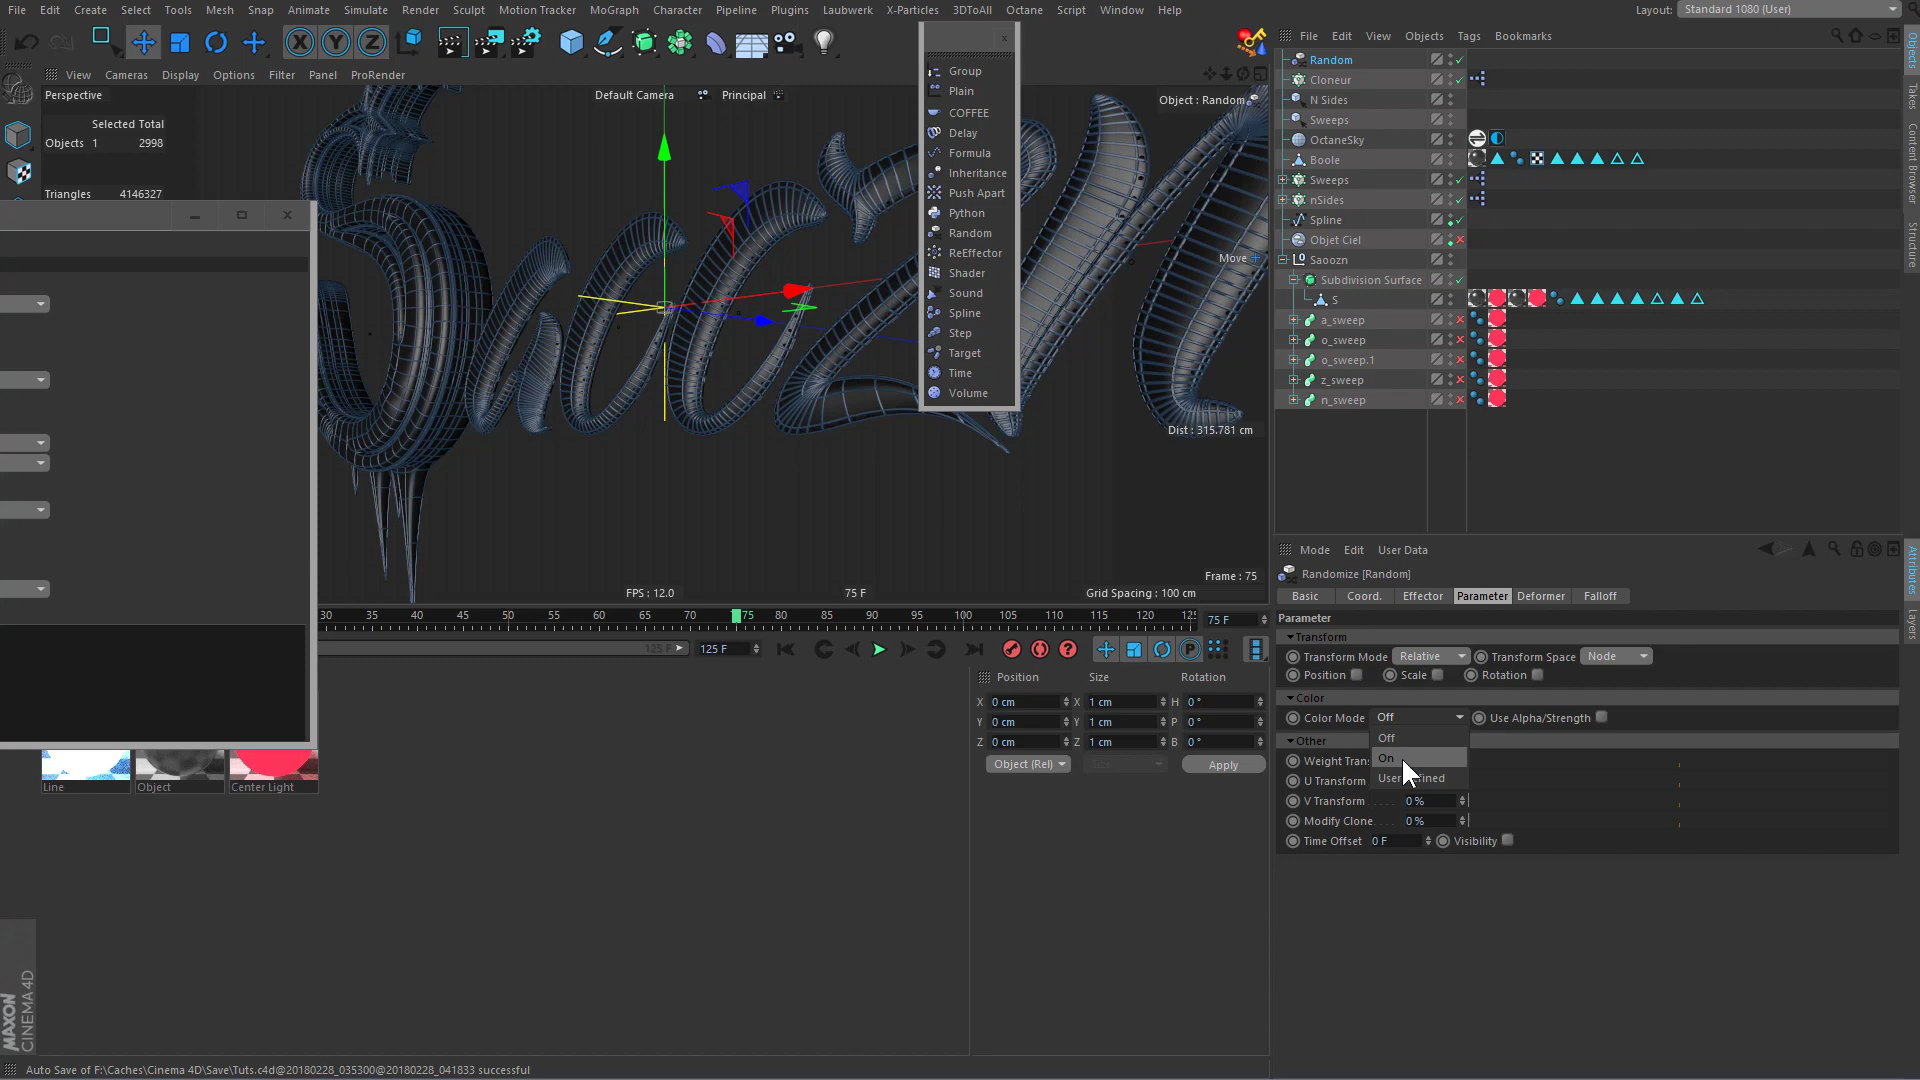 File Edit Create Select Tools Mesh Snap Animate Simulate Render Sculpt Motion Tracker MoGraph Character Pipeline Plugins Laubwerk X-Particles 3DToAll Octane Script Window Help
Layout: Standard 1080 (User)
X Y Z
File Edit View Objects Tags Bookmarks
View Cameras Display Options Filter Panel ProRender
Perspective
Default Camera
Principal
Object : Random
Selected Total
Objects 1 2998
Triangles 4146327
Move
Dist : 315.781 cm
Frame : 75
FPS : 12.0
75 F
Grid Spacing : 100 cm
Group
Plain
COFFEE
Delay
Formula
Inheritance
Push Apart
Python
Random
ReEffector
Shader
Sound
Spline
Step
Target
Time
Volume
Random
Cloneur
N Sides
Sweeps
OctaneSky
Boole
Sweeps
nSides
Spline
Objet Ciel
Saoozn
Subdivision Surface
S
a_sweep
o_sweep
o_sweep.1
z_sweep
n_sweep
Objects
Takes
Content Browser
Structure
Attributes
Layers
30 35 40 45 50 55 60 65 70 75 80 85 90 95 100 105 110 115 120 12
75 F
125 F
125 F
Position Size Rotation
X 0 cm X 1 cm H 0 °
Y 0 cm Y 1 cm P 0 °
Z 0 cm Z 1 cm B 0 °
Object (Rel) Size Apply
Mode Edit User Data
Randomize [Random]
Basic Coord. Effector Parameter Deformer Falloff
Parameter
Transform
Transform Mode Relative Transform Space Node
Position Scale Rotation
Color
Color Mode Off Use Alpha/Strength
Off
On
Other
Weight Tran
U Transform
V Transform 0 %
Modify Clone 0 %
Time Offset 0 F Visibility
Line
Object
Center Light
MAXON
CINEMA 4D
Auto Save of F:\Caches\Cinema 4D\Save\Tuts.c4d@20180228_035300@20180228_041833 successful